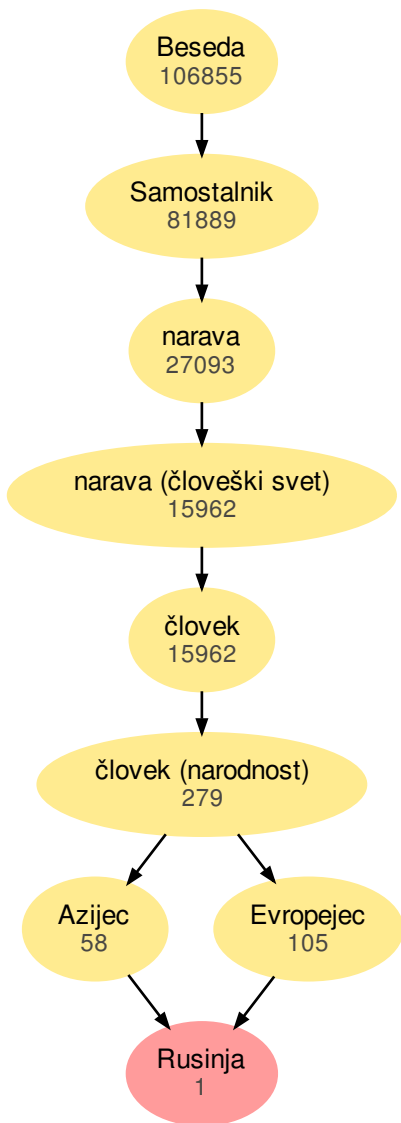 Beseda
106855
Samostalnik
81889
narava
27093
narava (človeški svet)
15962
človek
15962
človek (narodnost)
279
Azijec
58
Evropejec
105
Rusinja
1